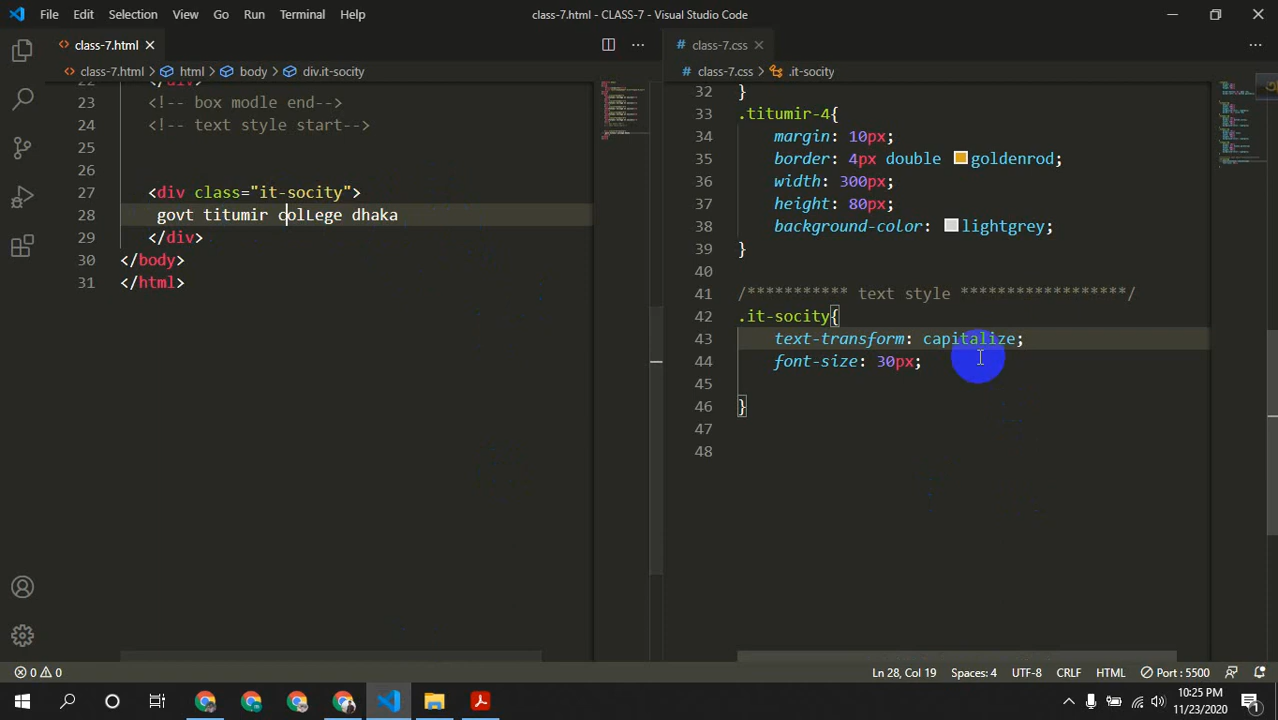 File Edit Selection View Go Run Terminal Help
class-7.html - CLASS-7 - Visual Studio Code
class-7.html
class-7.html > html > body > div.it-socity
23 <!-- box modle end-->
24 <!-- text style start-->
25
26
27 <div class="it-socity">
28 govt titumir colLege dhaka
29 </div>
30 </body>
31 </html>
class-7.css
class-7.css > .it-socity
32 }
33 .titumir-4{
34 margin: 10px;
35 border: 4px double goldenrod;
36 width: 300px;
37 height: 80px;
38 background-color: lightgrey;
39 }
40
41 /*********** text style ******************/
42 .it-socity{
43 text-transform: capitalize;
44 font-size: 30px;
45
46 }
47
48
0 0
Ln 28, Col 19 Spaces: 4 UTF-8 CRLF HTML Port : 5500
10:25 PM
11/23/2020
1